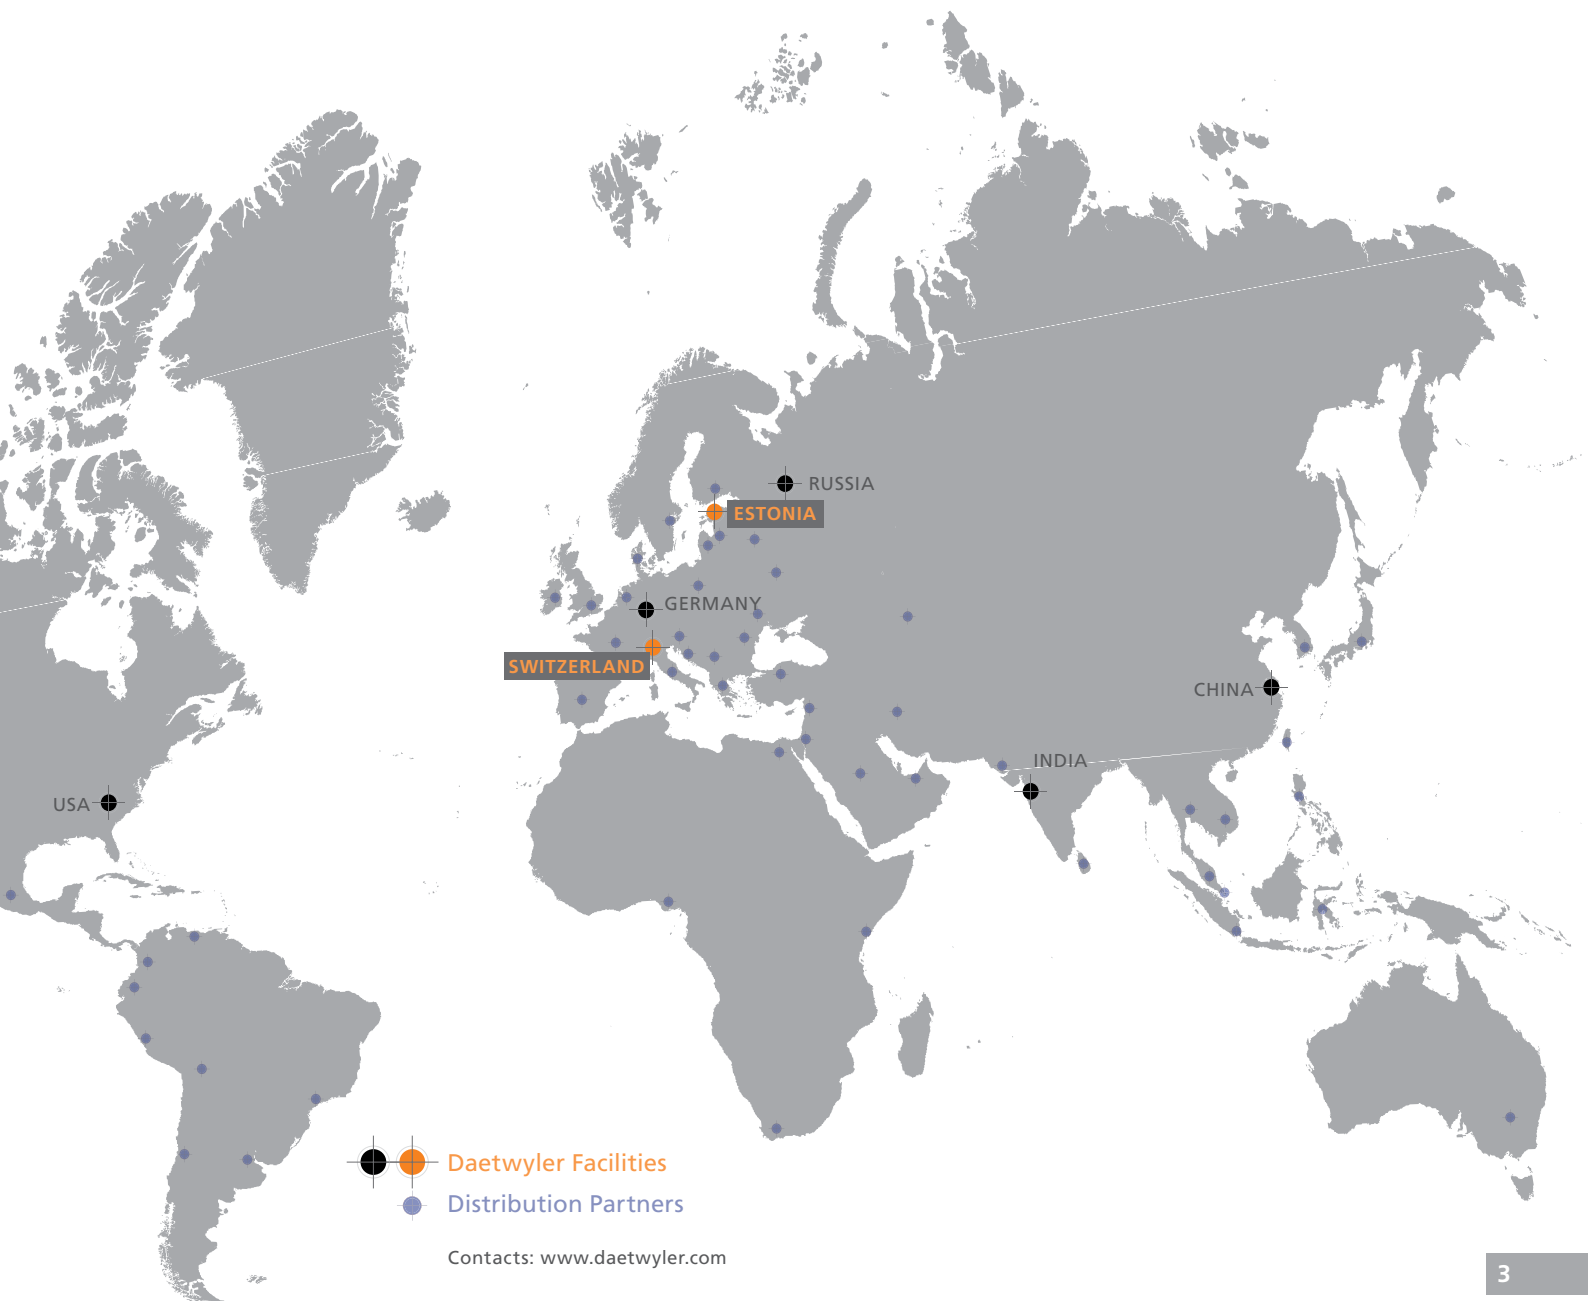 RUSSIA
ESTONIA
GERMANY
SWITZERLAND
CHINA
INDIA
USA
Daetwyler Facilities
Distribution Partners
Contacts: www.daetwyler.com
3